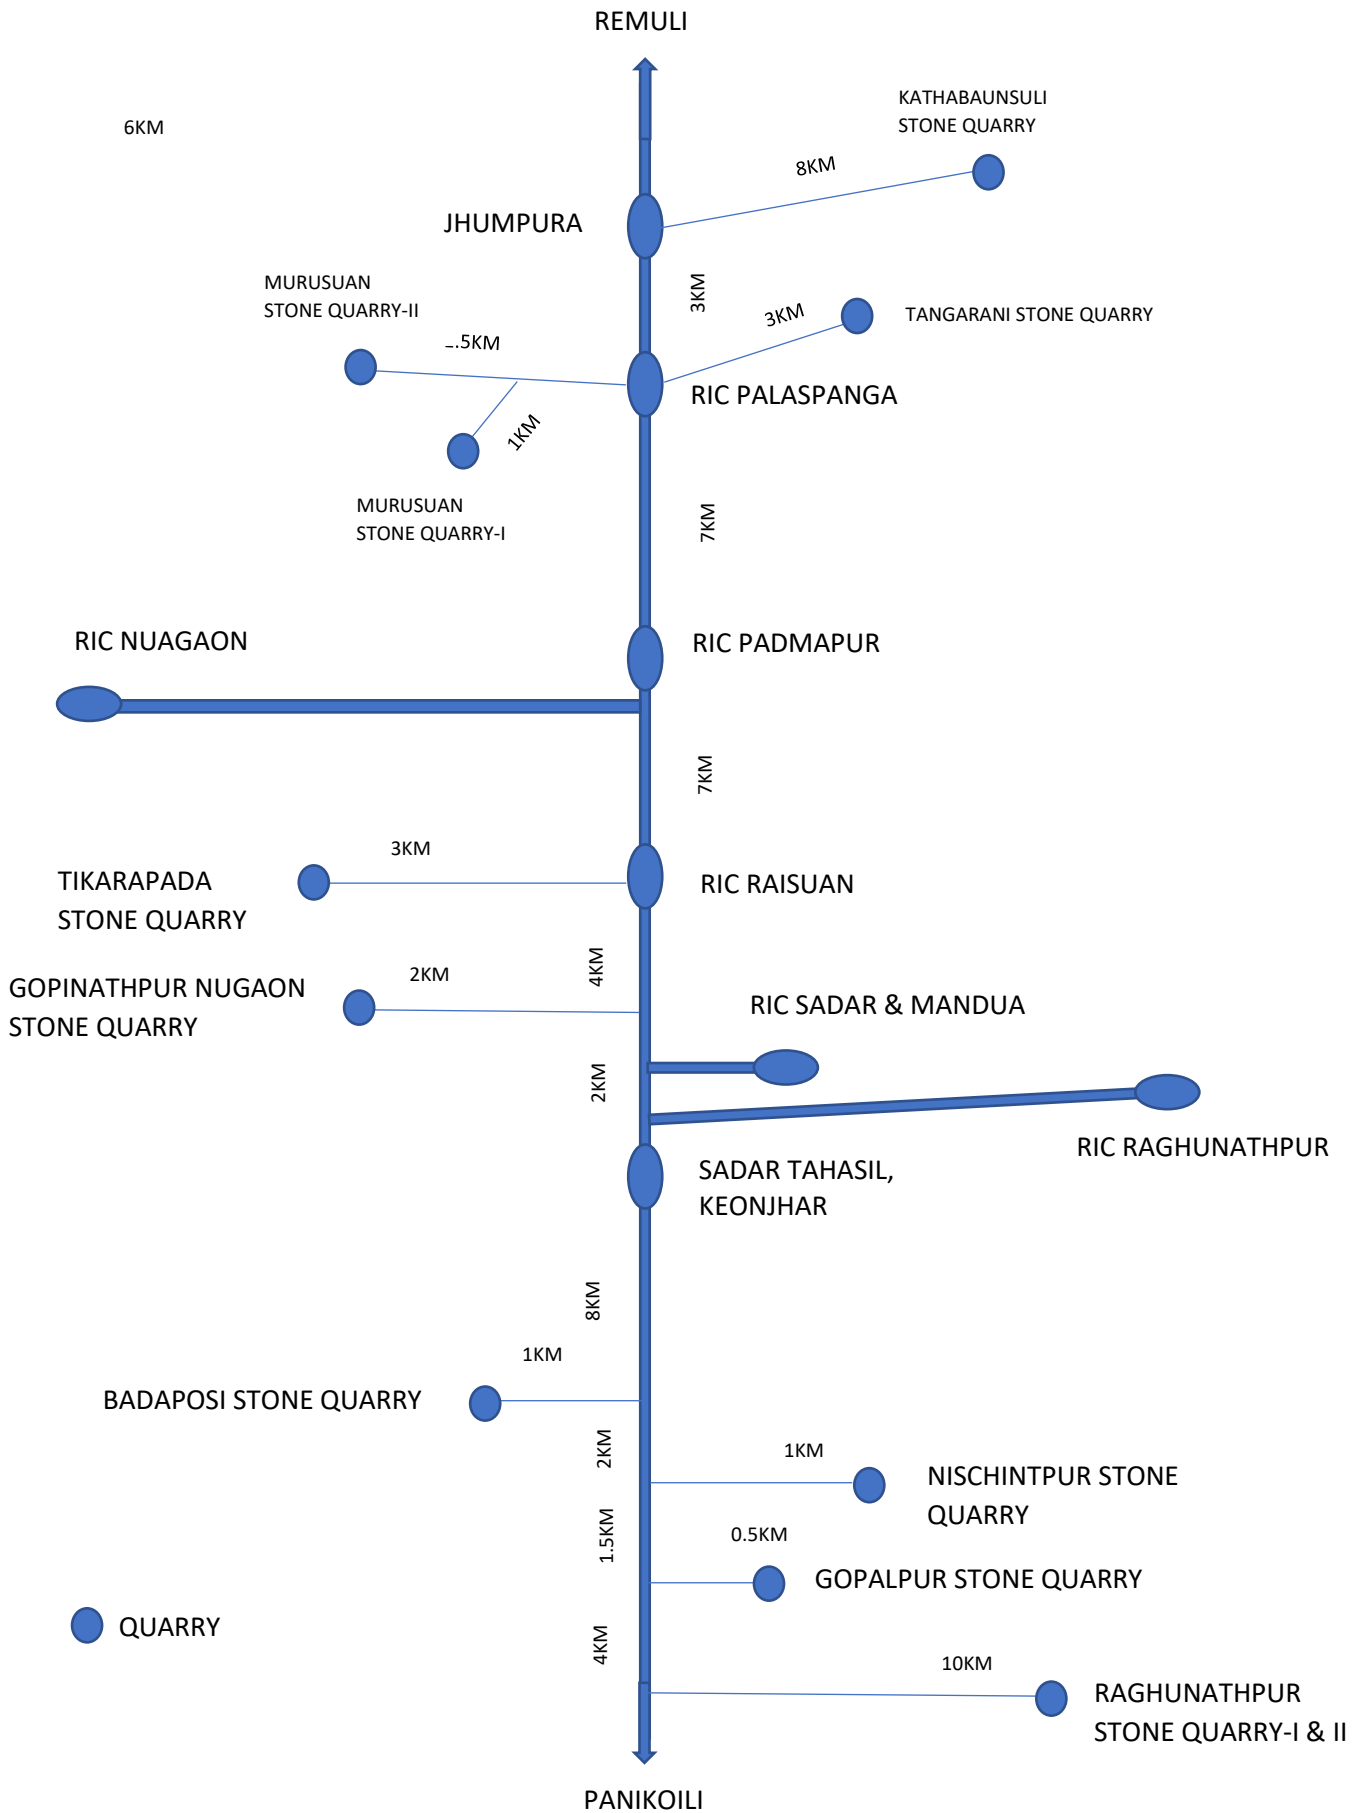 REMULI
KATHABAUNSULI
STONE QUARRY
6KM
8KM
JHUMPURA
MURUSUAN
STONE QUARRY-II
3KM
3KM
TANGARANI STONE QUARRY
.5KM
RIC PALASPANGA
1KM
MURUSUAN
STONE QUARRY-I
7KM
RIC NUAGAON
RIC PADMAPUR
7KM
3KM
TIKARAPADA
STONE QUARRY
RIC RAISUAN
4KM
2KM
GOPINATHPUR NUGAON
STONE QUARRY
RIC SADAR & MANDUA
2KM
RIC RAGHUNATHPUR
SADAR TAHASIL,
KEONJHAR
8KM
1KM
BADAPOSI STONE QUARRY
2KM
1KM
NISCHINTPUR STONE
QUARRY
1.5KM
0.5KM
GOPALPUR STONE QUARRY
QUARRY
4KM
10KM
RAGHUNATHPUR
STONE QUARRY-I & II
PANIKOILI